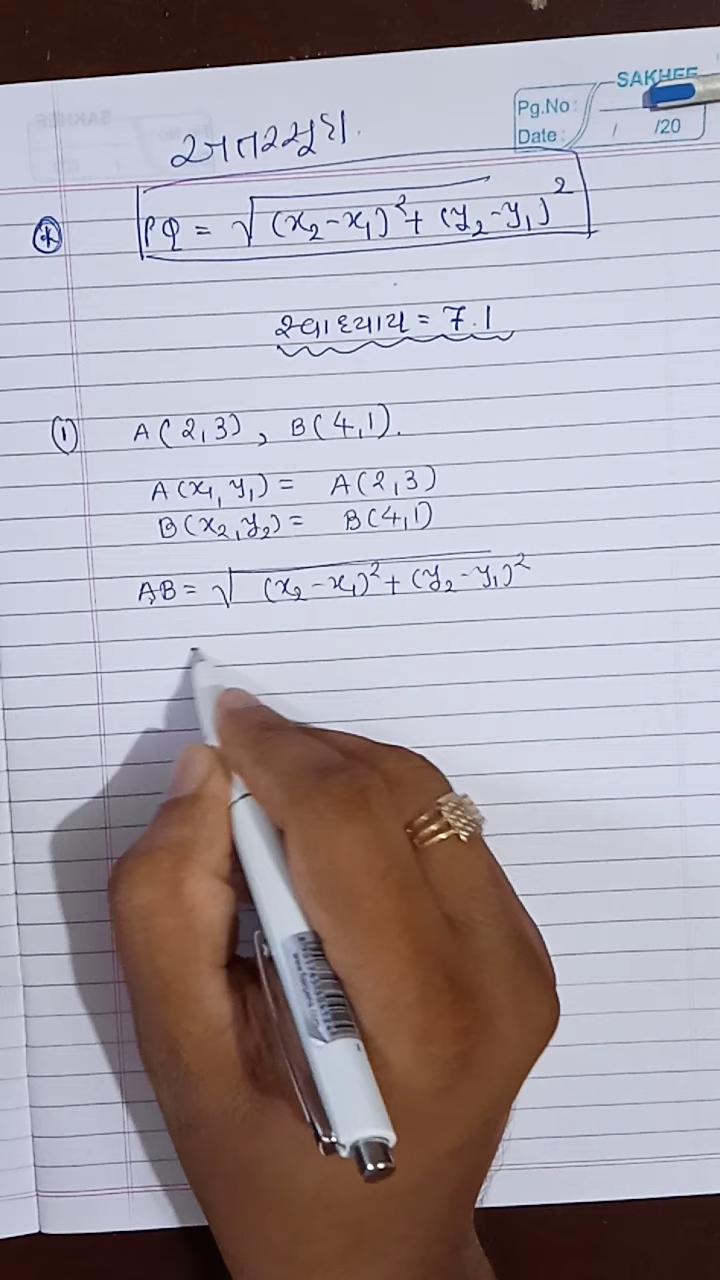 SAKHEE
Pg.No :
Date : / /20
અંતરસૂત્ર.
* PQ = √(x₂-x₁)² + (y₂-y₁)²
સ્વાધ્યાય = 7.1
① A(2,3), B(4,1).
A(x₁, y₁) = A(2,3)
B(x₂, y₂) = B(4,1)
AB = √(x₂-x₁)² + (y₂-y₁)²